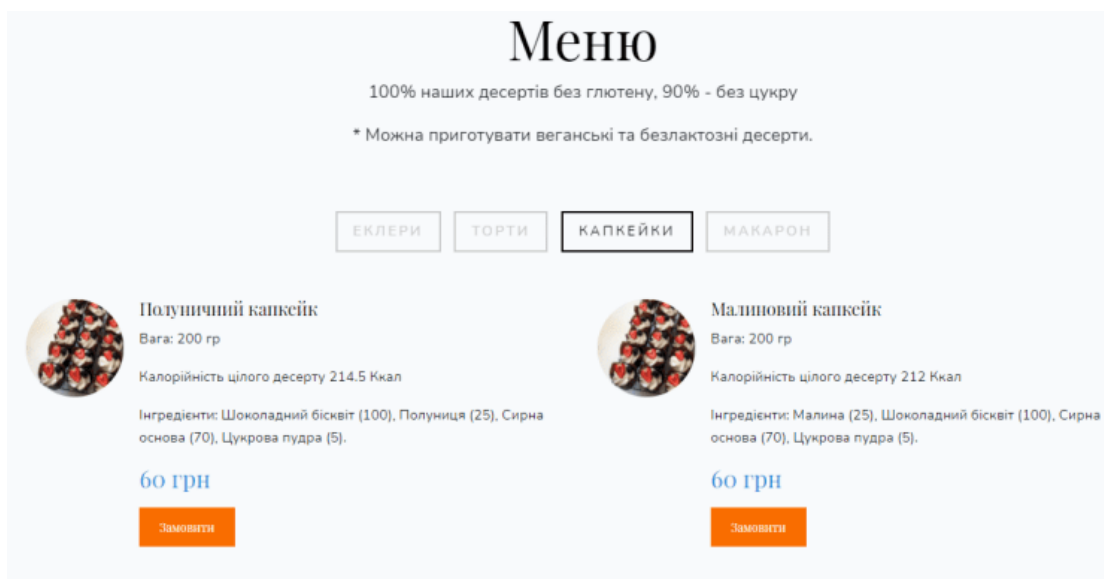 Меню
100% наших десертів без глютену, 90% - без цукру
* Можна приготувати веганські та безлактозні десерти.
ЕКЛЕРИ
ТОРТИ
КАПКЕЙКИ
МАКАРОН
Полуничний капкейк
Вага: 200 гр
Калорійність цілого десерту 214.5 Ккал
Інгредієнти: Шоколадний бісквіт (100), Полуниця (25), Сирна
основа (70), Цукрова пудра (5).
60 грн
Замовити
Малиновий капкейк
Вага: 200 гр
Калорійність цілого десерту 212 Ккал
Інгредієнти: Малина (25), Шоколадний бісквіт (100), Сирна
основа (70), Цукрова пудра (5).
60 грн
Замовити